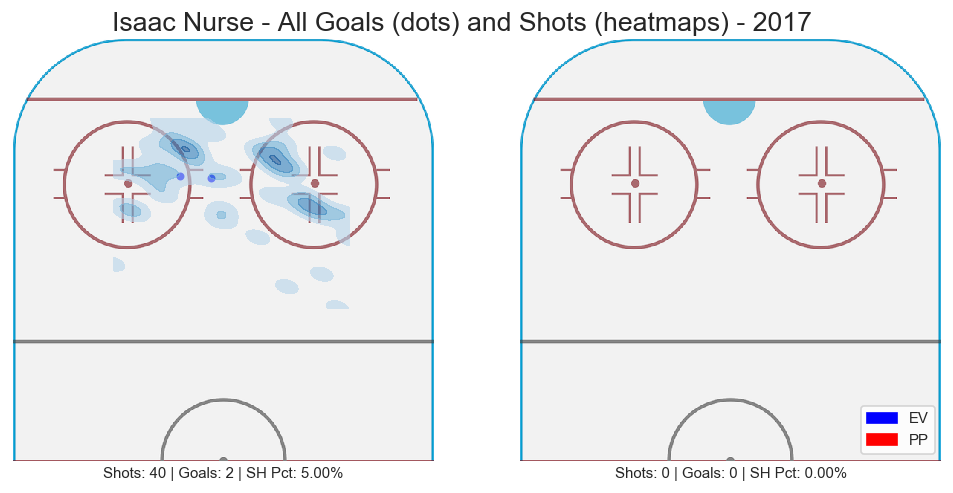 Isaac Nurse - All Goals (dots) and Shots (heatmaps) - 2017
EV
PP
Shots: 40 | Goals: 2 | SH Pct: 5.00%
Shots: 0 | Goals: 0 | SH Pct: 0.00%